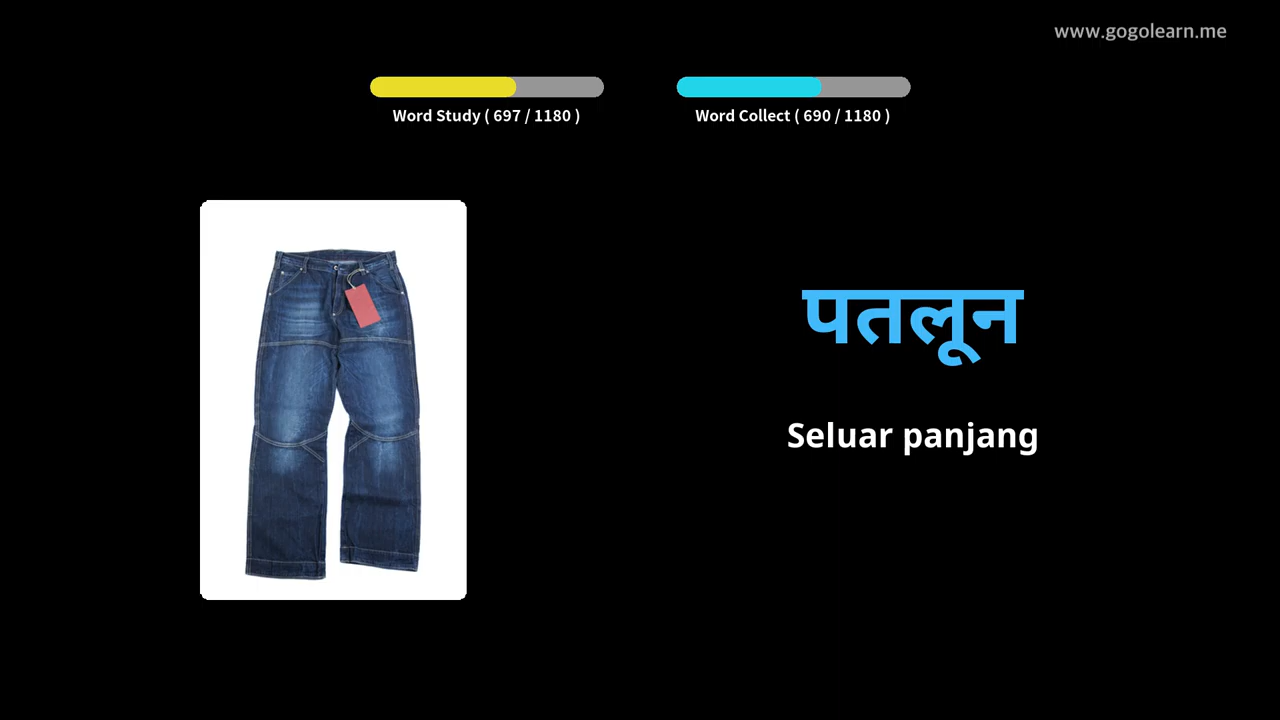 www.gogolearn.me
Word Study ( 697 / 1180 )
Word Collect ( 690 / 1180 )
पतलून
Seluar panjang